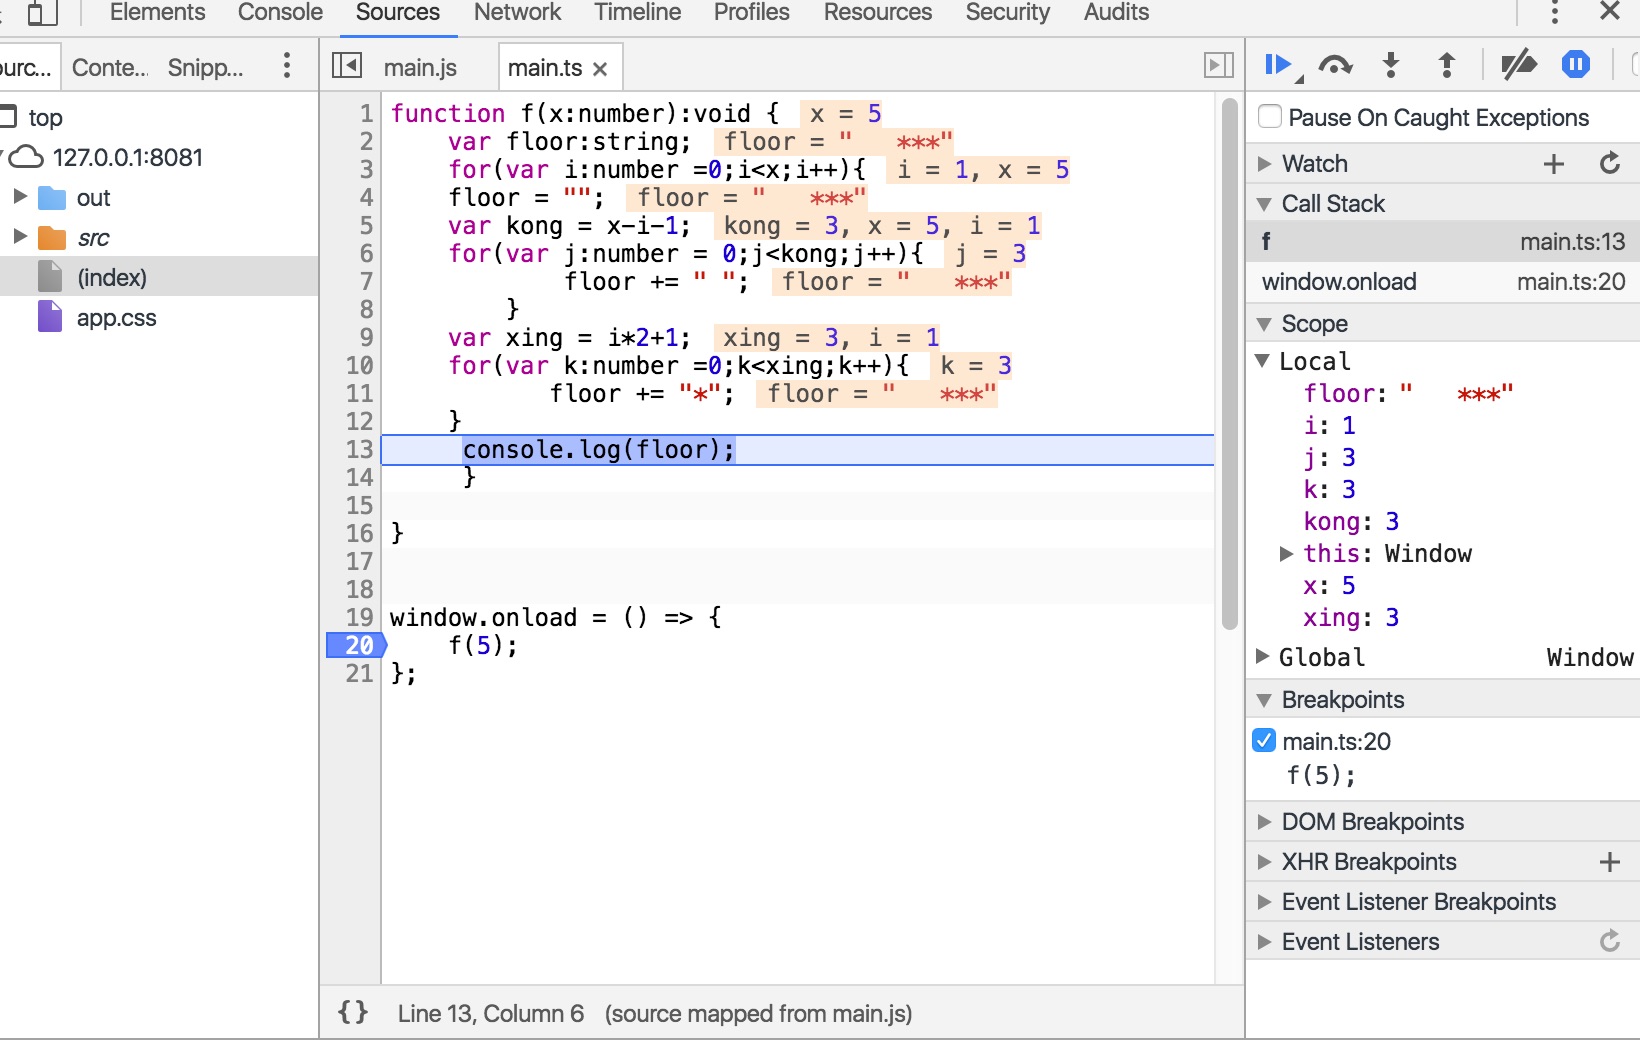 Elements Console Sources Network Timeline Profiles Resources Security Audits
ourc... Conte... Snipp...
top
127.0.0.1:8081
out
src
(index)
app.css
main.js main.ts
1 function f(x:number):void { x = 5
2 var floor:string; floor = "   ***"
3 for(var i:number =0;i<x;i++){ i = 1, x = 5
4 floor = ""; floor = "   ***"
5 var kong = x-i-1; kong = 3, x = 5, i = 1
6 for(var j:number = 0;j<kong;j++){ j = 3
7 floor += " "; floor = "   ***"
8 }
9 var xing = i*2+1; xing = 3, i = 1
10 for(var k:number =0;k<xing;k++){ k = 3
11 floor += "*"; floor = "   ***"
12 }
13 console.log(floor);
14 }
15
16 }
17
18
19 window.onload = () => {
20 f(5);
21 };
{} Line 13, Column 6 (source mapped from main.js)
Pause On Caught Exceptions
Watch
Call Stack
f main.ts:13
window.onload main.ts:20
Scope
Local
floor: "   ***"
i: 1
j: 3
k: 3
kong: 3
this: Window
x: 5
xing: 3
Global Window
Breakpoints
main.ts:20
f(5);
DOM Breakpoints
XHR Breakpoints
Event Listener Breakpoints
Event Listeners